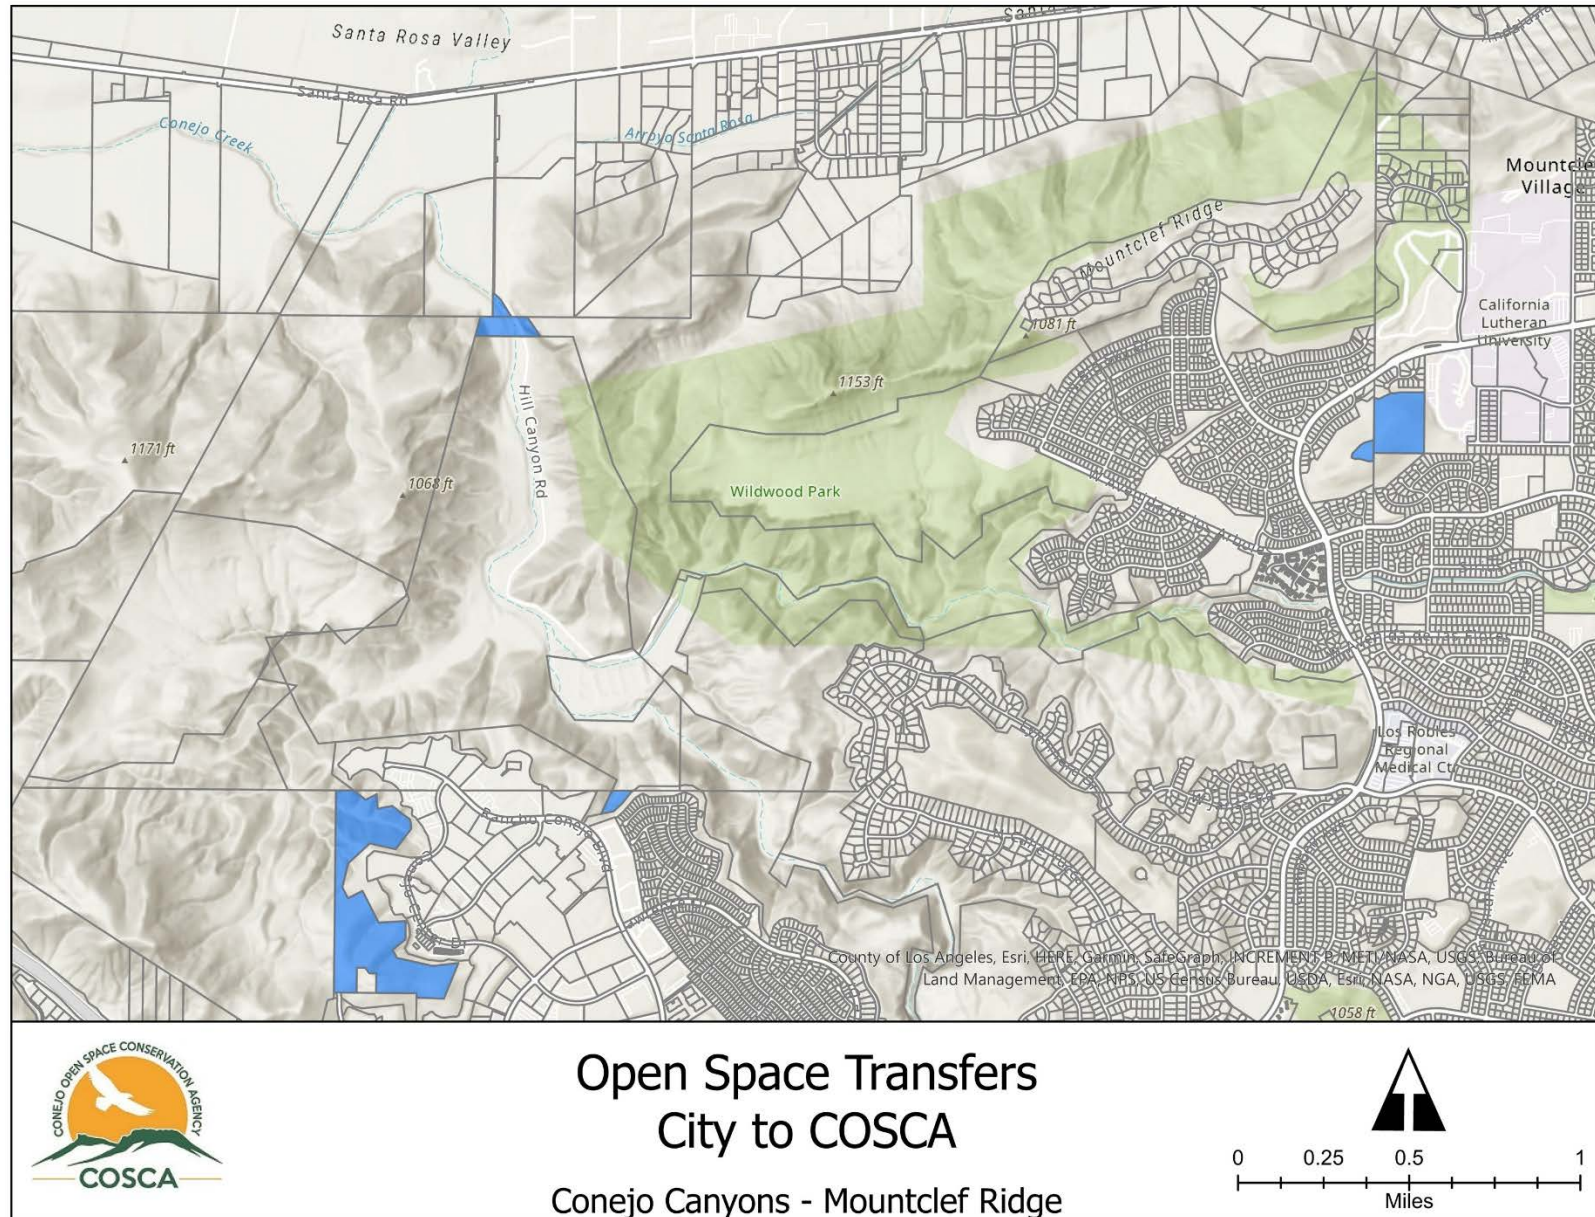 Santa Rosa Valley
Santa Rosa Rd
Conejo Creek
Arroyo Santa Rosa
Mountclef Ridge
Village
California
Lutheran
University
1081 ft
1153 ft
1171 ft
1068 ft
Hill Canyon Rd
Wildwood Park
Los Robles
Regional
Medical Ct
Rancho Conejo Blvd
County of Los Angeles, Esri, HERE, Garmin, SafeGraph, INCREMENT P, METI/NASA, USGS, Bureau of
Land Management, EPA, NPS, US Census Bureau, USDA, Esri, NASA, NGA, USGS, FEMA
1058 ft
CONEJO OPEN SPACE CONSERVATION AGENCY
COSCA
Open Space Transfers
City to COSCA
Conejo Canyons - Mountclef Ridge
0 0.25 0.5 1
Miles